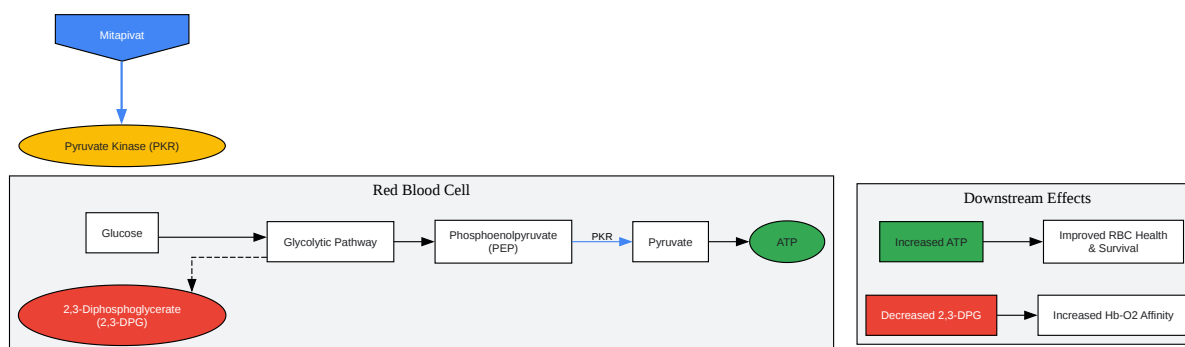 Mitapivat
Pyruvate Kinase (PKR)
Red Blood Cell
Glucose
Glycolytic Pathway
Phosphoenolpyruvate
(PEP)
PKR
Pyruvate
ATP
2,3-Diphosphoglycerate
(2,3-DPG)
Downstream Effects
Increased ATP
Improved RBC Health
& Survival
Decreased 2,3-DPG
Increased Hb-O2 Affinity